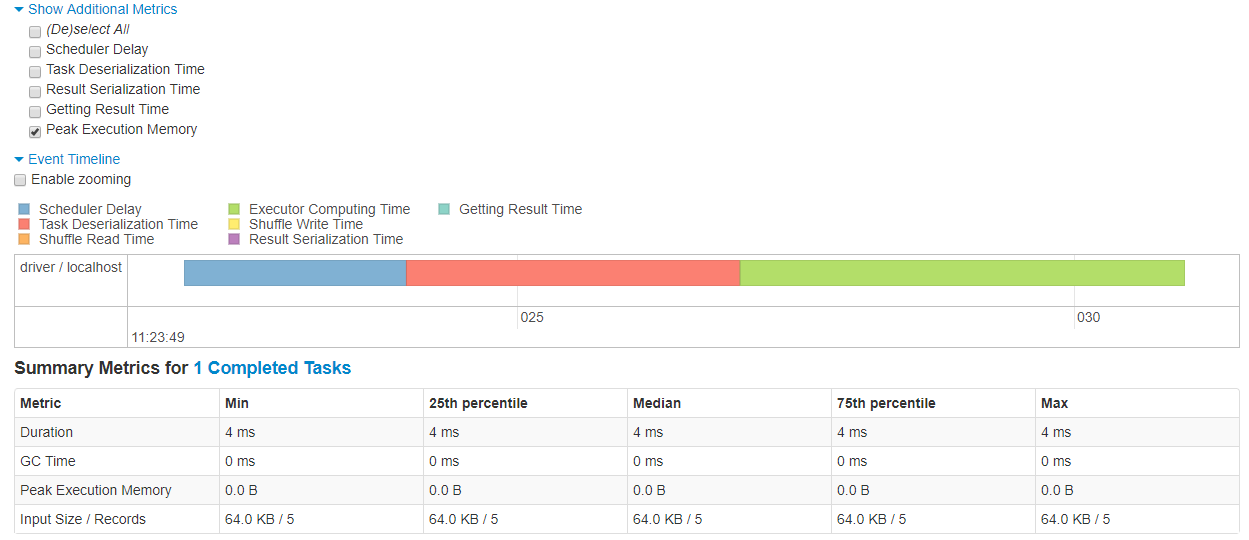 Show Additional Metrics
(De)select All
Scheduler Delay
Task Deserialization Time
Result Serialization Time
Getting Result Time
Peak Execution Memory
Event Timeline
Enable zooming
Scheduler Delay Executor Computing Time Getting Result Time
Task Deserialization Time Shuffle Write Time
Shuffle Read Time Result Serialization Time
driver / localhost
025 030
11:23:49
Summary Metrics for 1 Completed Tasks
Metric Min 25th percentile Median 75th percentile Max
Duration 4 ms 4 ms 4 ms 4 ms 4 ms
GC Time 0 ms 0 ms 0 ms 0 ms 0 ms
Peak Execution Memory 0.0 B 0.0 B 0.0 B 0.0 B 0.0 B
Input Size / Records 64.0 KB / 5 64.0 KB / 5 64.0 KB / 5 64.0 KB / 5 64.0 KB / 5